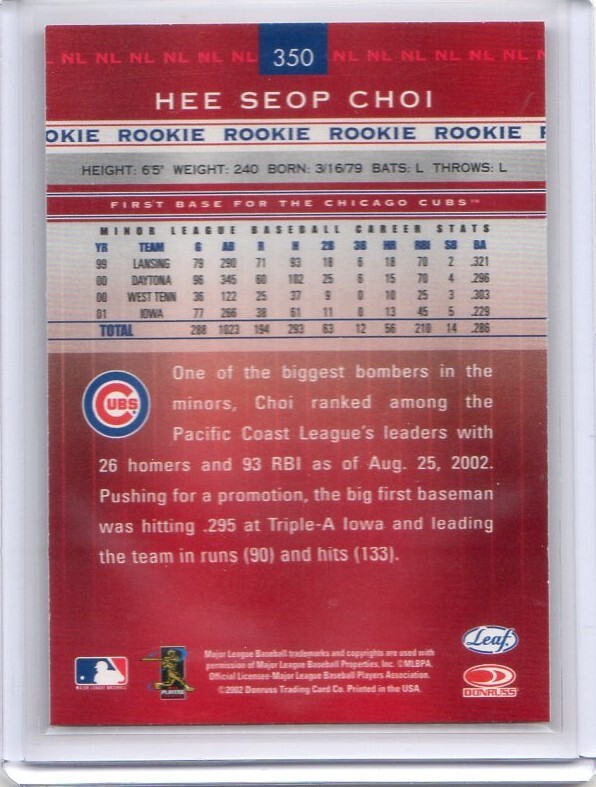 NL NL NL NL NL NL 350 NL NL NL NL NL NL
HEE SEOP CHOI
OKIE ROOKIE ROOKIE ROOKIE ROOKIE
HEIGHT: 6'5" WEIGHT: 240 BORN: 3/16/79 BATS: L THROWS: L
FIRST BASE FOR THE CHICAGO CUBS™
MINOR LEAGUE BASEBALL CAREER STATS
YR TEAM G AB R H 2B 3B HR RBI SB BA
99 LANSING 79 290 71 93 18 6 18 70 2 .321
00 DAYTONA 96 345 60 102 25 6 15 70 4 .296
00 WEST TENN 36 122 25 37 9 0 10 25 3 .303
01 IOWA 77 266 38 61 11 0 13 45 5 .229
TOTAL 288 1023 194 293 63 12 56 210 14 .286
CUBS
One of the biggest bombers in the
minors, Choi ranked among the
Pacific Coast League's leaders with
26 homers and 93 RBI as of Aug. 25, 2002.
Pushing for a promotion, the big first baseman
was hitting .295 at Triple-A Iowa and leading
the team in runs (90) and hits (133).
Leaf
Major League Baseball trademarks and copyrights are used with
permission of Major League Baseball Properties, Inc. ©MLBPA.
Official Licensee-Major League Baseball Players Association.
©2002 Donruss Trading Card Co. Printed in the USA.
MAJOR LEAGUE BASEBALL
PLAYERS
DONRUSS